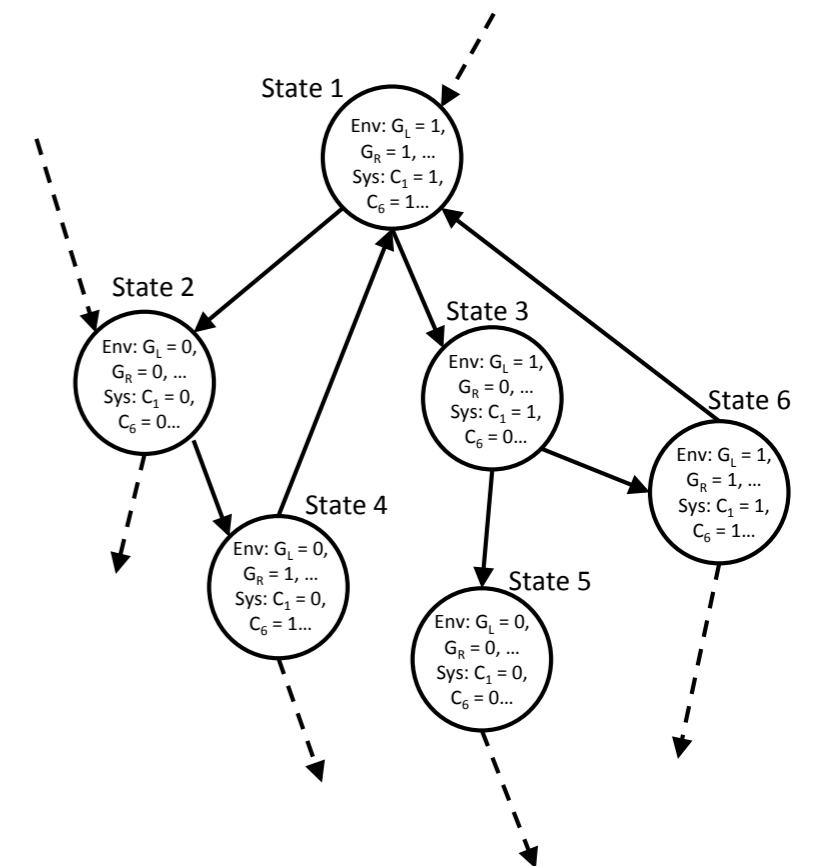 State 1
Env: G_L = 1,
G_R = 1, ...
Sys: C_1 = 1,
C_6 = 1...
State 2
Env: G_L = 0,
G_R = 0, ...
Sys: C_1 = 0,
C_6 = 0...
State 3
Env: G_L = 1,
G_R = 0, ...
Sys: C_1 = 1,
C_6 = 0...
State 6
Env: G_L = 1,
G_R = 1, ...
Sys: C_1 = 1,
C_6 = 1...
State 4
Env: G_L = 0,
G_R = 1, ...
Sys: C_1 = 0,
C_6 = 1...
State 5
Env: G_L = 0,
G_R = 0, ...
Sys: C_1 = 0,
C_6 = 0...